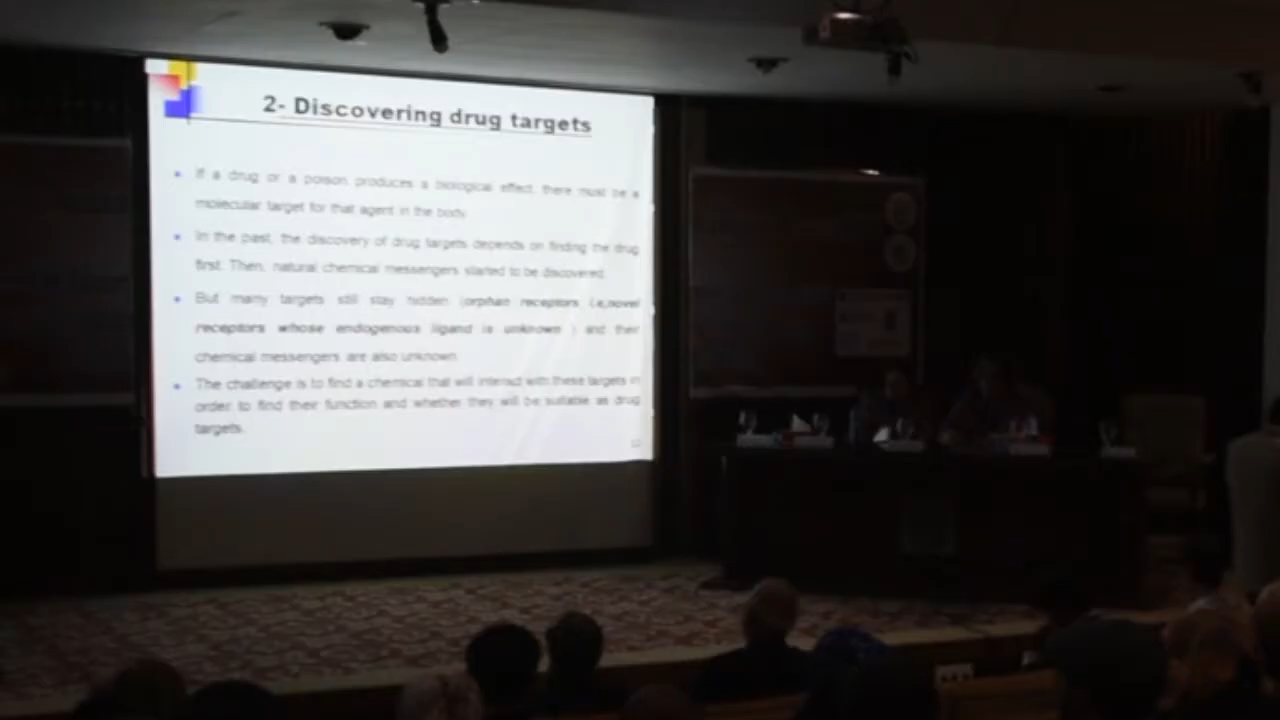 2- Discovering drug targets
If a drug or a poison produces a biological effect, there must be a
molecular target for that agent in the body.
In the past, the discovery of drug targets depends on finding the drug
first. Then, natural chemical messengers started to be discovered.
But many targets still stay hidden (orphan receptors i.e,novel
receptors whose endogenous ligand is unknown ) and their
chemical messengers are also unknown.
The challenge is to find a chemical that will interact with these targets in
order to find their function and whether they will be suitable as drug
targets.